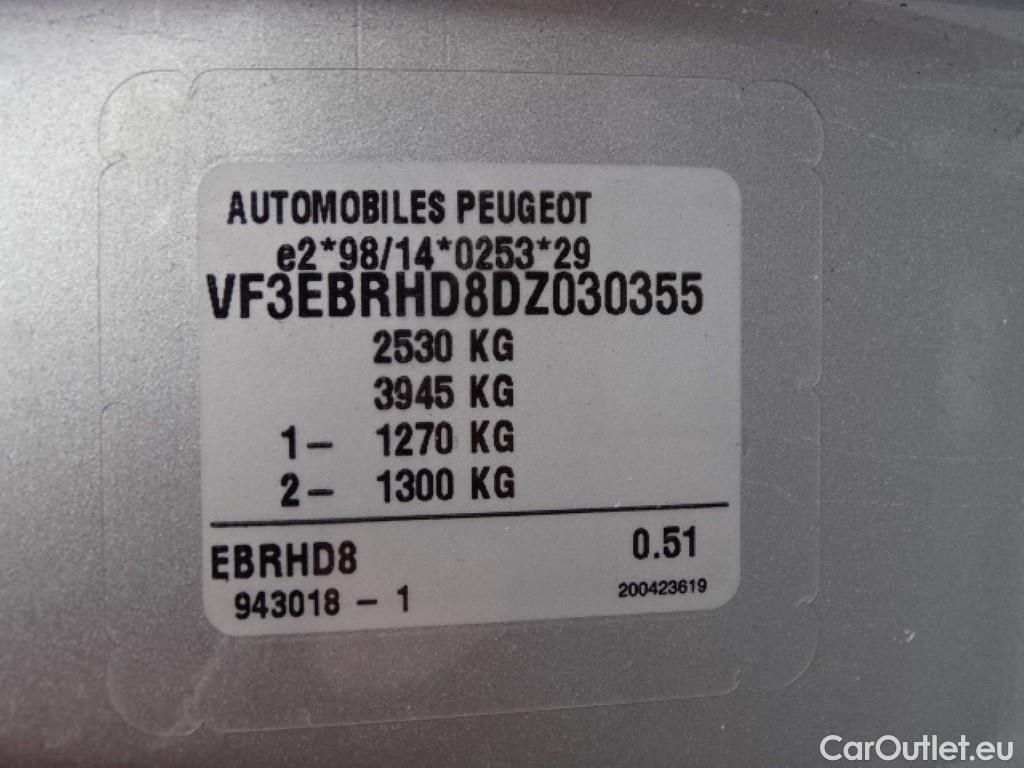 AUTOMOBILES PEUGEOT
e2*98/14*0253*29
VF3EBRHD8DZ030355
2530 KG
3945 KG
1- 1270 KG
2- 1300 KG
EBRHD8 0.51
943018 - 1 200423619
CarOutlet.eu